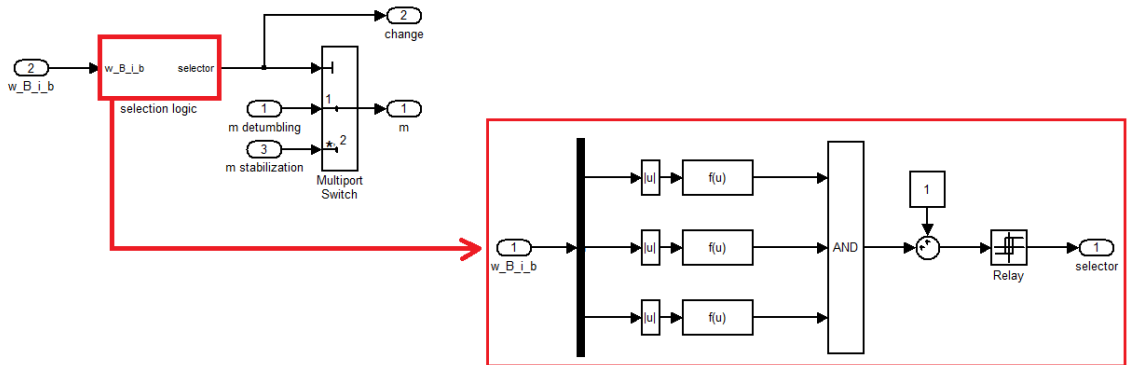 2
change
2
w_B_i_b
w_B_i_b
selector
selection logic
1
m detumbling
3
m stabilization
1
* 2
Multiport
Switch
1
m
1
w_B_i_b
|u|
f(u)
|u|
f(u)
|u|
f(u)
AND
1
Relay
1
selector